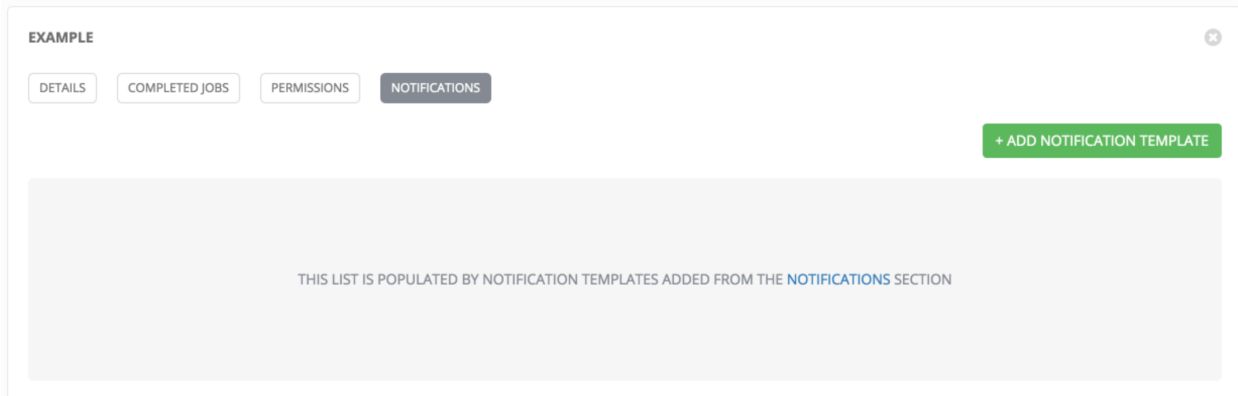 EXAMPLE
DETAILS COMPLETED JOBS PERMISSIONS NOTIFICATIONS
+ ADD NOTIFICATION TEMPLATE
THIS LIST IS POPULATED BY NOTIFICATION TEMPLATES ADDED FROM THE NOTIFICATIONS SECTION